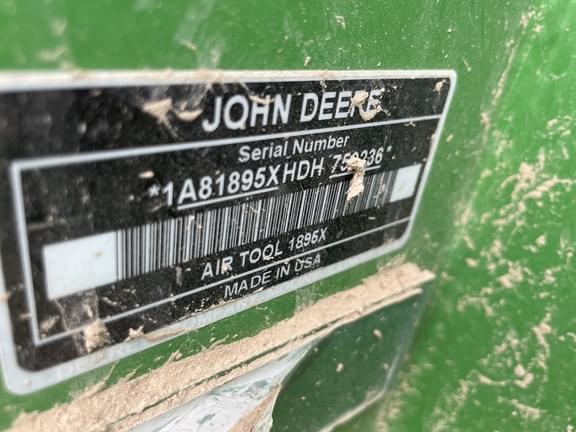 JOHN DEERE
Serial Number
*1A81895XHDH
AIR TOOL 1895X
MADE IN USA